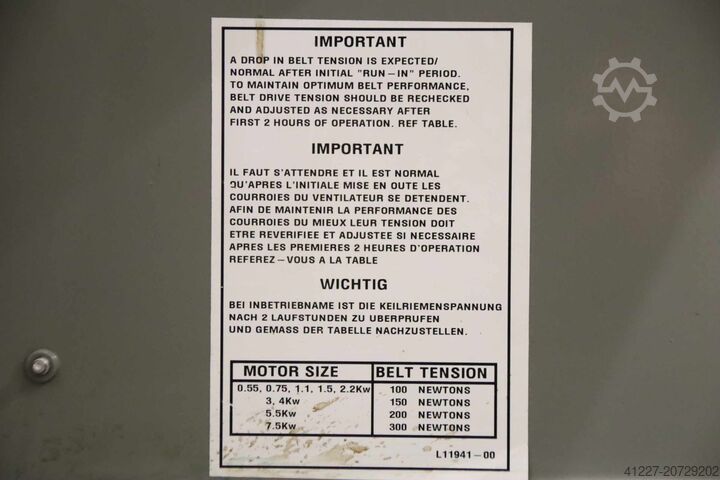 IMPORTANT
A DROP IN BELT TENSION IS EXPECTED/
NORMAL AFTER INITIAL "RUN-IN" PERIOD.
TO MAINTAIN OPTIMUM BELT PERFORMANCE,
BELT DRIVE TENSION SHOULD BE RECHECKED
AND ADJUSTED AS NECESSARY AFTER
FIRST 2 HOURS OF OPERATION. REF TABLE.
IMPORTANT
IL FAUT S'ATTENDRE ET IL EST NORMAL
QU'APRES L'INITIALE MISE EN OUTE LES
COURROIES DU VENTILATEUR SE DETENDENT.
AFIN DE MAINTENIR LA PERFORMANCE DES
COURROIES DU MIEUX LEUR TENSION DOIT
ETRE REVERIFIEE ET ADJUSTEE SI NECESSAIRE
APRES LES PREMIERES 2 HEURES D'OPERATION
REFEREZ-VOUS A LA TABLE
WICHTIG
BEI INBETRIEBNAME IST DIE KEILRIEMENSPANNUNG
NACH 2 LAUFSTUNDEN ZU UBERPRUFEN
UND GEMASS DER TABELLE NACHZUSTELLEN.
MOTOR SIZE BELT TENSION
0.55, 0.75, 1.1, 1.5, 2.2Kw 100 NEWTONS
3, 4Kw 150 NEWTONS
5.5Kw 200 NEWTONS
7.5Kw 300 NEWTONS
L11941-00
41227-20729202